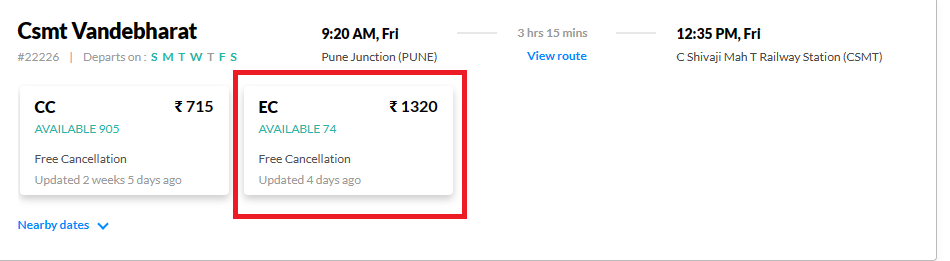 Csmt Vandebharat
#22226 | Departs on : S M T W T F S
9:20 AM, Fri
Pune Junction (PUNE)
3 hrs 15 mins
View route
12:35 PM, Fri
C Shivaji Mah T Railway Station (CSMT)
CC ₹ 715
AVAILABLE 905
Free Cancellation
Updated 2 weeks 5 days ago
EC ₹ 1320
AVAILABLE 74
Free Cancellation
Updated 4 days ago
Nearby dates